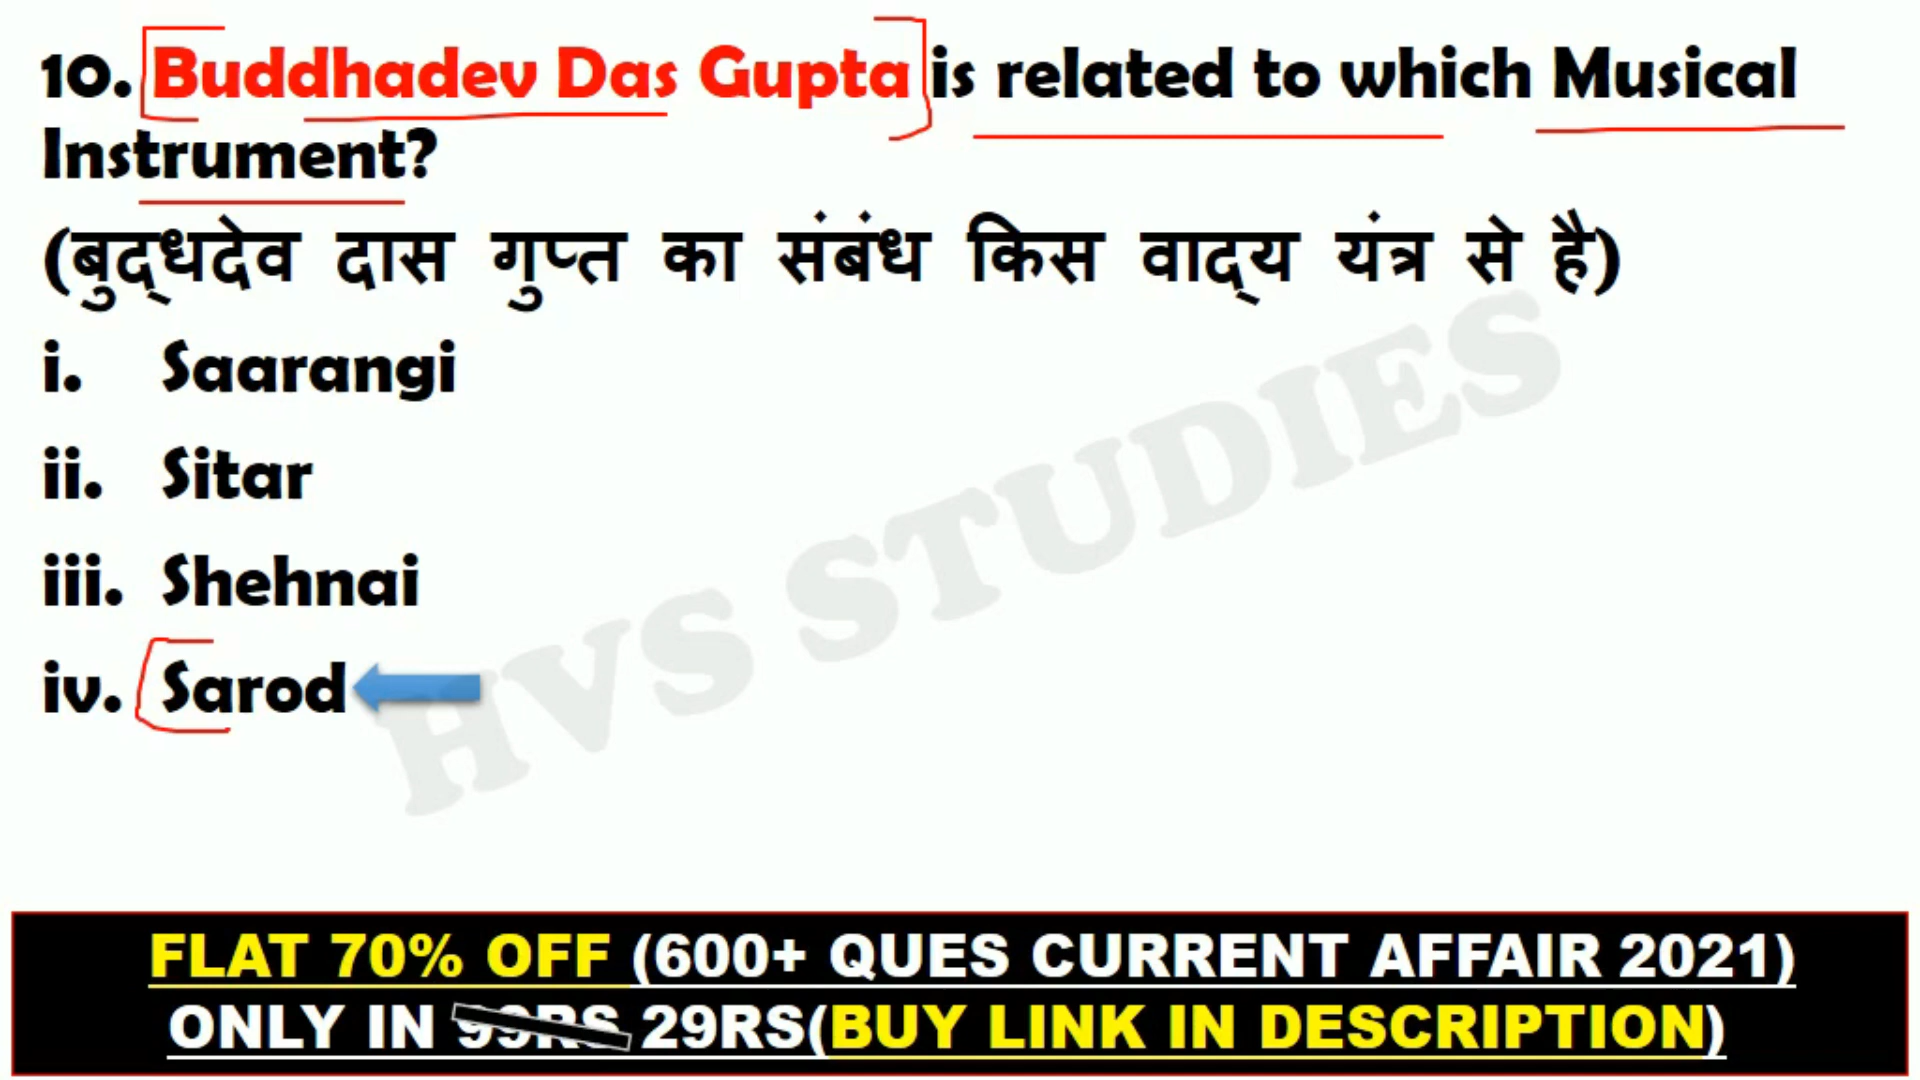 10. Buddhadev Das Gupta is related to which Musical
Instrument?
(बुद्धदेव दास गुप्त का संबंध किस वाद्य यंत्र से है)
i. Saarangi
ii. Sitar
iii. Shehnai
iv. Sarod
HVS STUDIES
FLAT 70% OFF (600+ QUES CURRENT AFFAIR 2021)
ONLY IN 99RS 29RS(BUY LINK IN DESCRIPTION)